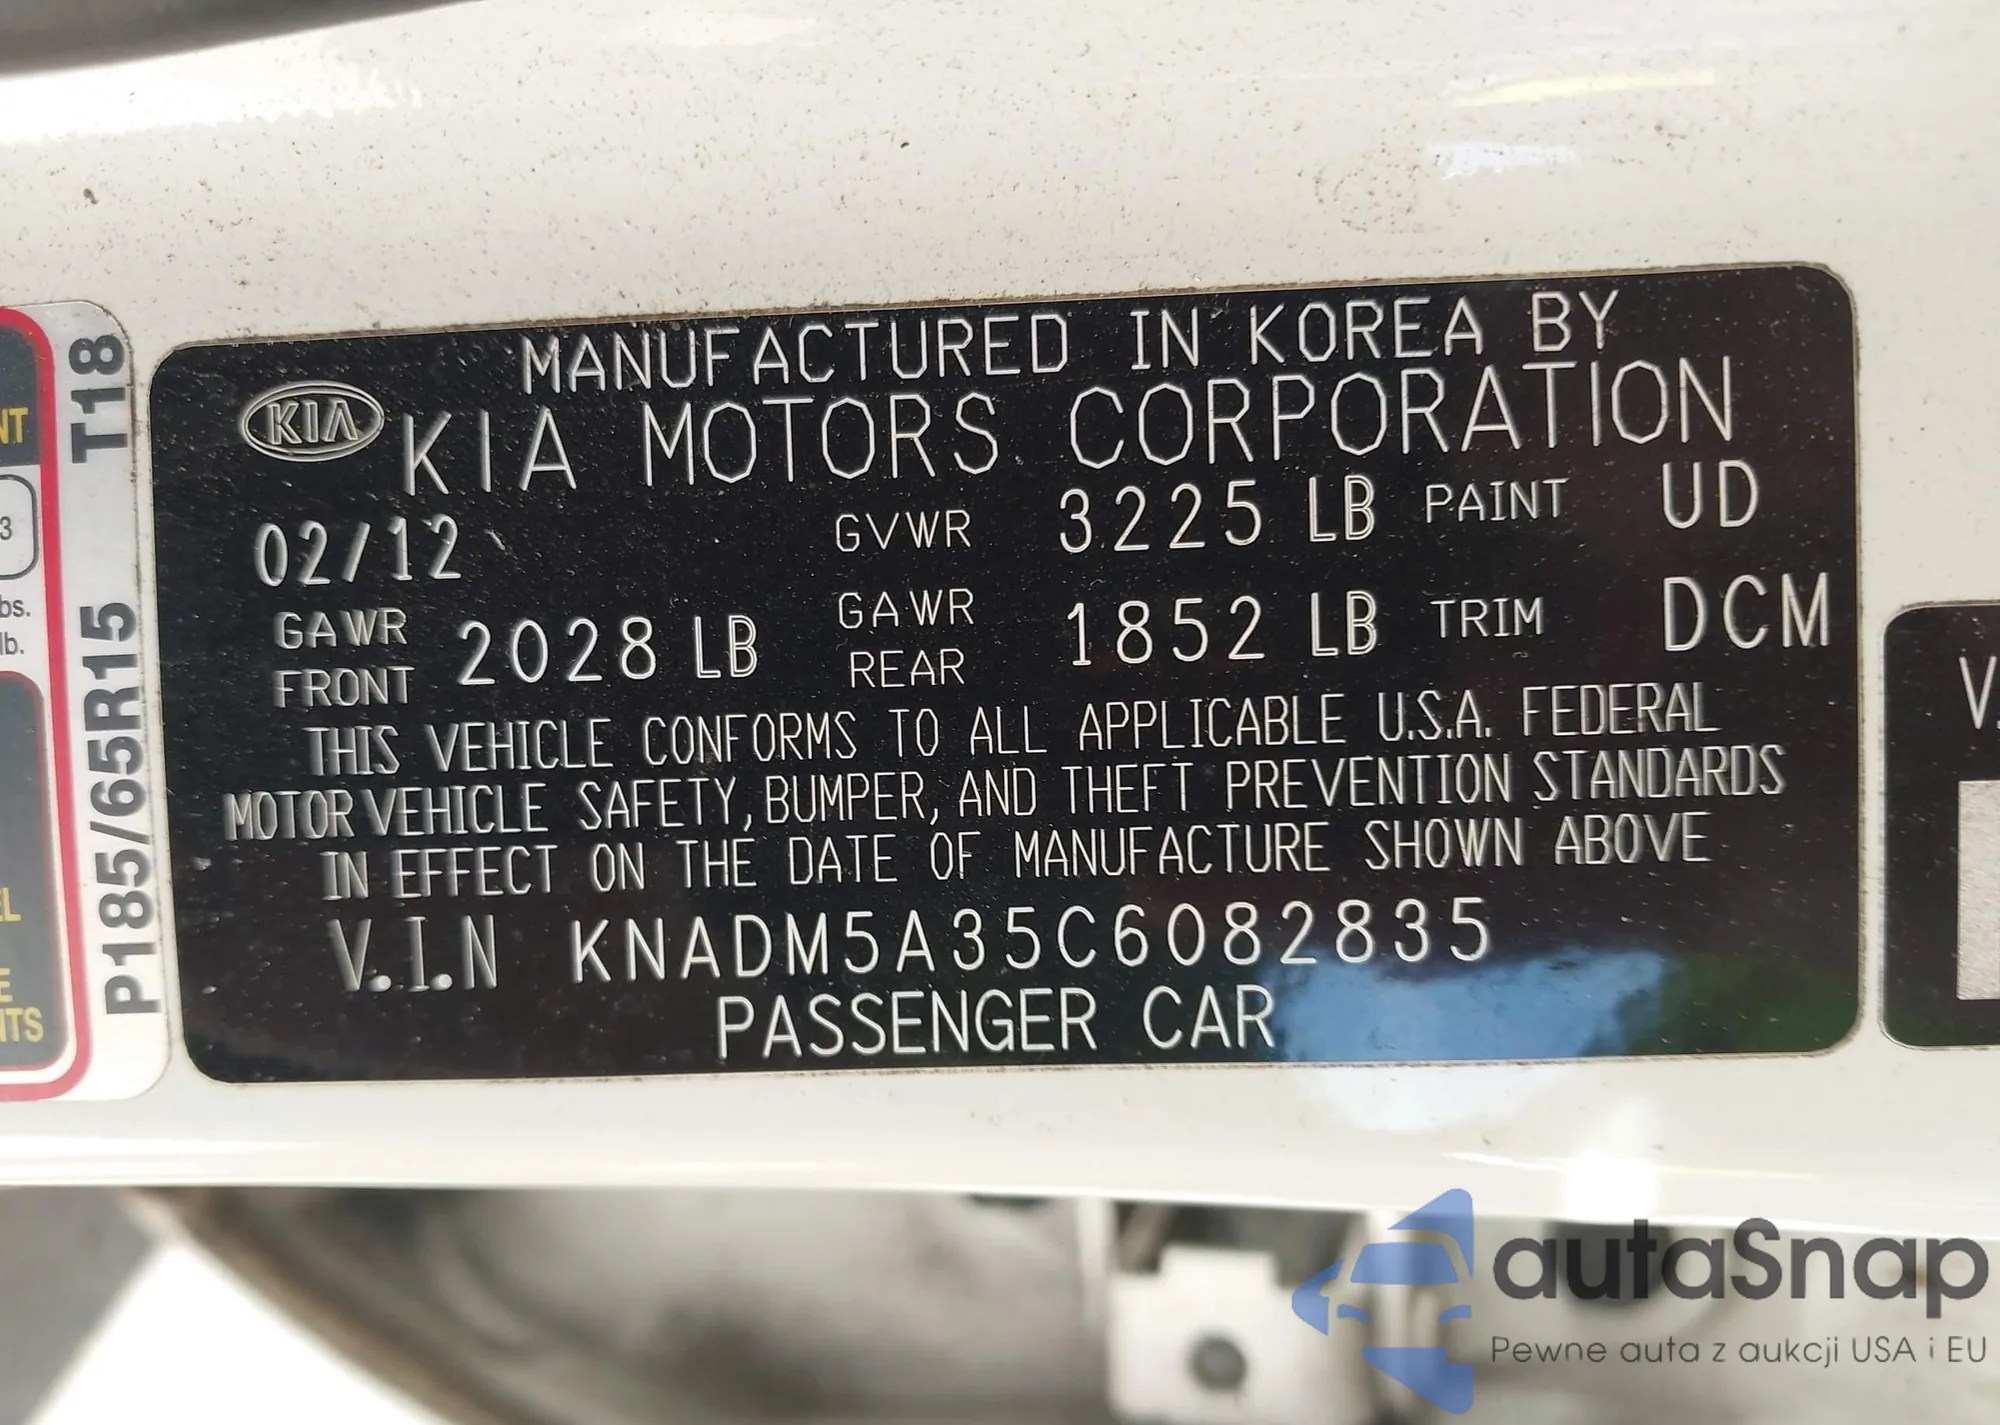 MANUFACTURED IN KOREA BY
KIA KIA MOTORS CORPORATION
02/12 GVWR 3225 LB PAINT UD
GAWR FRONT 2028 LB GAWR REAR 1852 LB TRIM DCM
THIS VEHICLE CONFORMS TO ALL APPLICABLE U.S.A. FEDERAL
MOTOR VEHICLE SAFETY, BUMPER, AND THEFT PREVENTION STANDARDS
IN EFFECT ON THE DATE OF MANUFACTURE SHOWN ABOVE
V.I.N KNADM5A35C6082835
PASSENGER CAR
P185/65R15 T18
3
lb.
autaSnap
Pewne auta z aukcji USA i EU